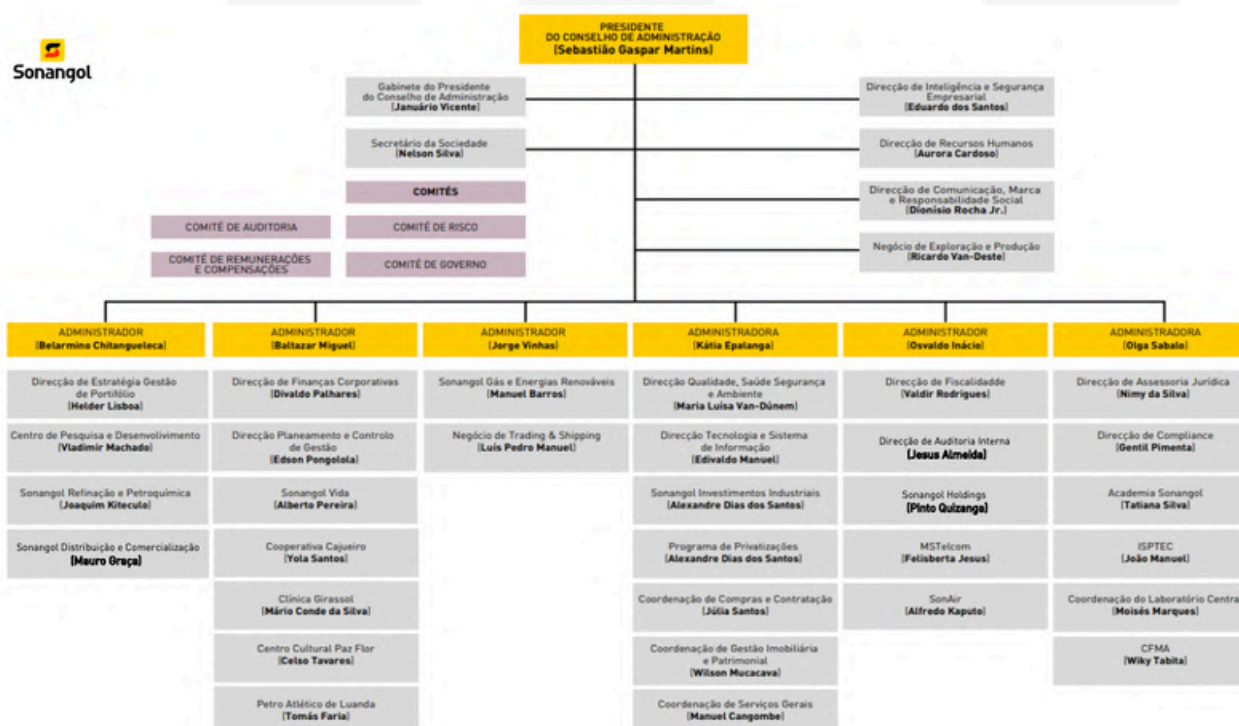 PRESIDENTE
DO CONSELHO DE ADMINISTRAÇÃO
(Sebastião Gaspar Martins)
Sonangol
Gabinete do Presidente
do Conselho de Administração
(Januário Vicente)
Direcção de Inteligência e Segurança
Empresarial
(Eduardo dos Santos)
Secretário da Sociedade
(Nelson Silva)
Direcção de Recursos Humanos
(Aurora Cardoso)
COMITÉS
Direcção de Comunicação, Marca
e Responsabilidade Social
(Dionísio Rocha Jr.)
COMITÉ DE AUDITORIA
COMITÉ DE RISCO
COMITÉ DE REMUNERAÇÕES
E COMPENSAÇÕES
COMITÉ DE GOVERNO
Negócio de Exploração e Produção
(Ricardo Van-Deste)
ADMINISTRADOR
(Belarmino Chitangueleca)
Direcção de Estratégia Gestão
de Portifólio
(Helder Lisboa)
Centro de Pesquisa e Desenvolvimento
(Vladimir Machado)
Sonangol Refinação e Petroquímica
(Joaquim Kiteculo)
Sonangol Distribuição e Comercialização
(Mauro Graça)
ADMINISTRADOR
(Baltazar Miguel)
Direcção de Finanças Corporativas
(Divaldo Palhares)
Direcção Planeamento e Controlo
de Gestão
(Edson Pongolola)
Sonangol Vida
(Alberto Pereira)
Cooperativa Cajueiro
(Yola Santos)
Clínica Girassol
(Mário Conde da Silva)
Centro Cultural Paz Flor
(Celso Tavares)
Petro Atlético de Luanda
(Tomás Faria)
ADMINISTRADOR
(Jorge Vinhas)
Sonangol Gás e Energias Renováveis
(Manuel Barros)
Negócio de Trading & Shipping
(Luís Pedro Manuel)
ADMINISTRADORA
(Kátia Epalanga)
Direcção Qualidade, Saúde Segurança
e Ambiente
(Maria Luísa Van-Dúnem)
Direcção Tecnologia e Sistema
de Informação
(Edivaldo Manuel)
Sonangol Investimentos Industriais
(Alexandre Dias dos Santos)
Programa de Privatizações
(Alexandre Dias dos Santos)
Coordenação de Compras e Contratação
(Júlia Santos)
Coordenação de Gestão Imobiliária
e Patrimonial
(Wilson Mucacava)
Coordenação de Serviços Gerais
(Manuel Cangombe)
ADMINISTRADOR
(Osvaldo Inácio)
Direcção de Fiscalidadde
(Valdir Rodrigues)
Direcção de Auditoria Interna
(Jesus Almeida)
Sonangol Holdings
(Pinto Quizanga)
MSTelcom
(Felisberta Jesus)
SonAir
(Alfredo Kaputo)
ADMINISTRADORA
(Olga Sabalo)
Direcção de Assessoria Jurídica
(Nimy da Silva)
Direcção de Compliance
(Gentil Pimenta)
Academia Sonangol
(Tatiana Silva)
ISPTEC
(João Manuel)
Coordenação do Laboratório Central
(Moisés Marques)
CFMA
(Wiky Tabita)